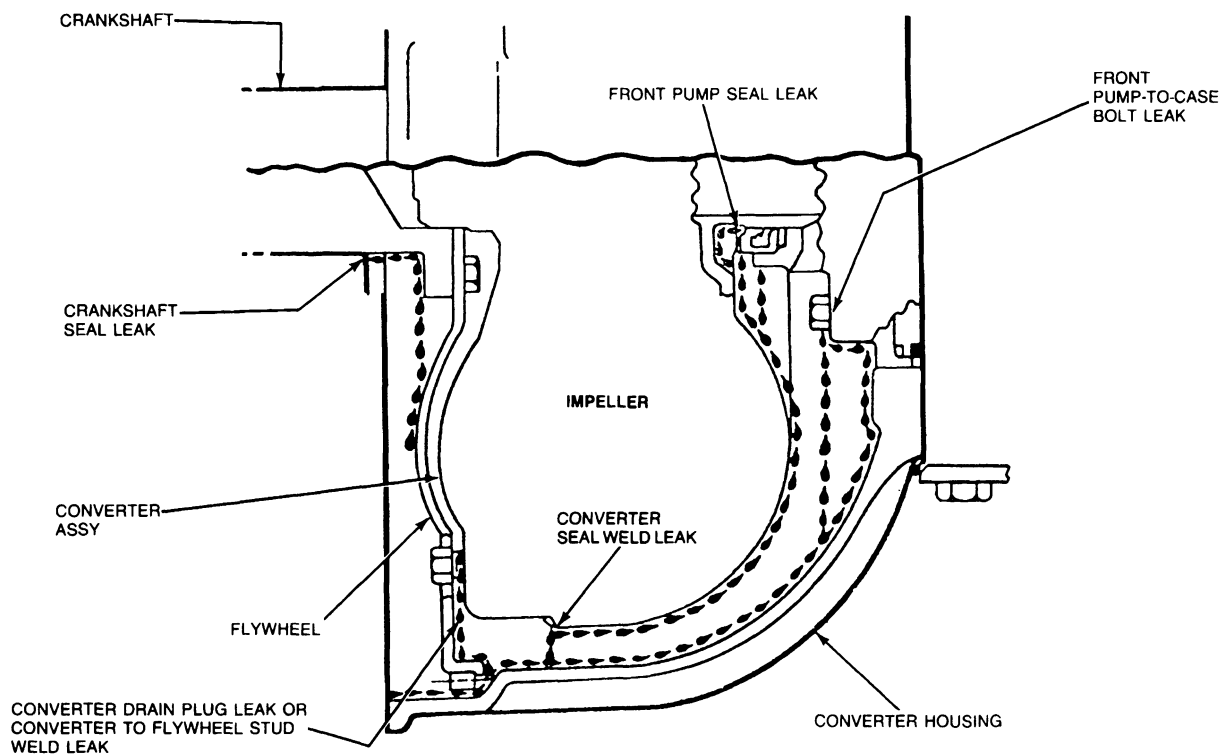 CRANKSHAFT
FRONT PUMP SEAL LEAK
FRONT
PUMP-TO-CASE
BOLT LEAK
CRANKSHAFT
SEAL LEAK
IMPELLER
CONVERTER
ASSY
CONVERTER
SEAL WELD LEAK
FLYWHEEL
CONVERTER DRAIN PLUG LEAK OR
CONVERTER TO FLYWHEEL STUD
WELD LEAK
CONVERTER HOUSING